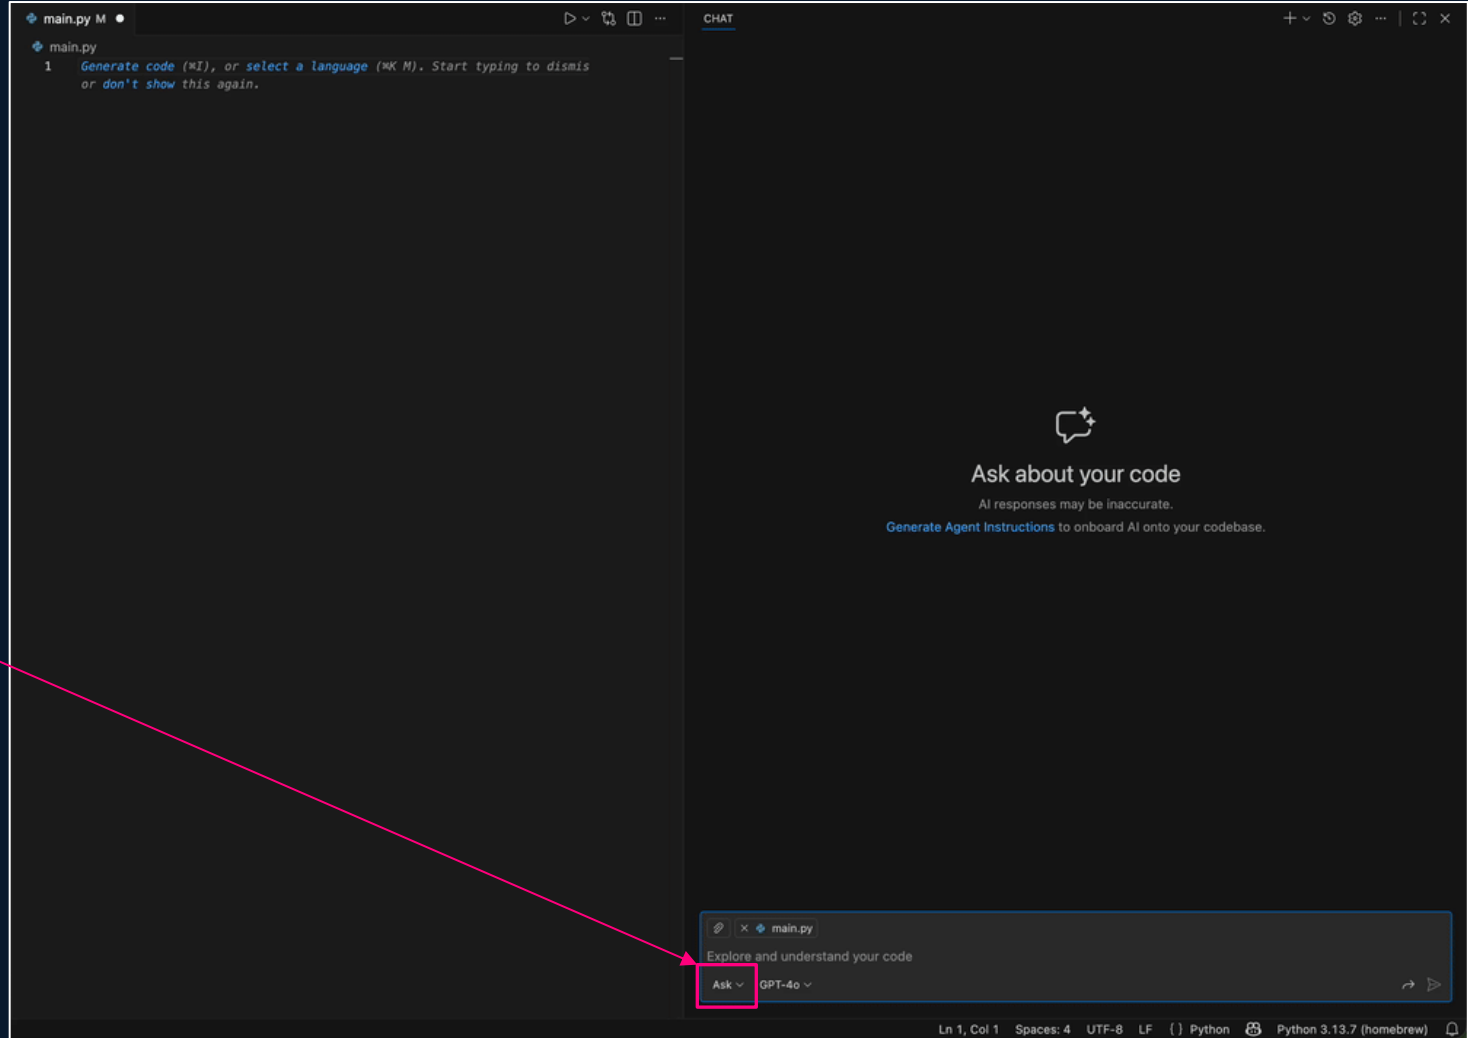 main.py M
main.py
1 Generate code (⌘I), or select a language (⌘K M). Start typing to dismis
or don't show this again.
CHAT
Ask about your code
AI responses may be inaccurate.
Generate Agent Instructions to onboard AI onto your codebase.
main.py
Explore and understand your code
Ask GPT-4o
Ln 1, Col 1 Spaces: 4 UTF-8 LF { } Python Python 3.13.7 (homebrew)